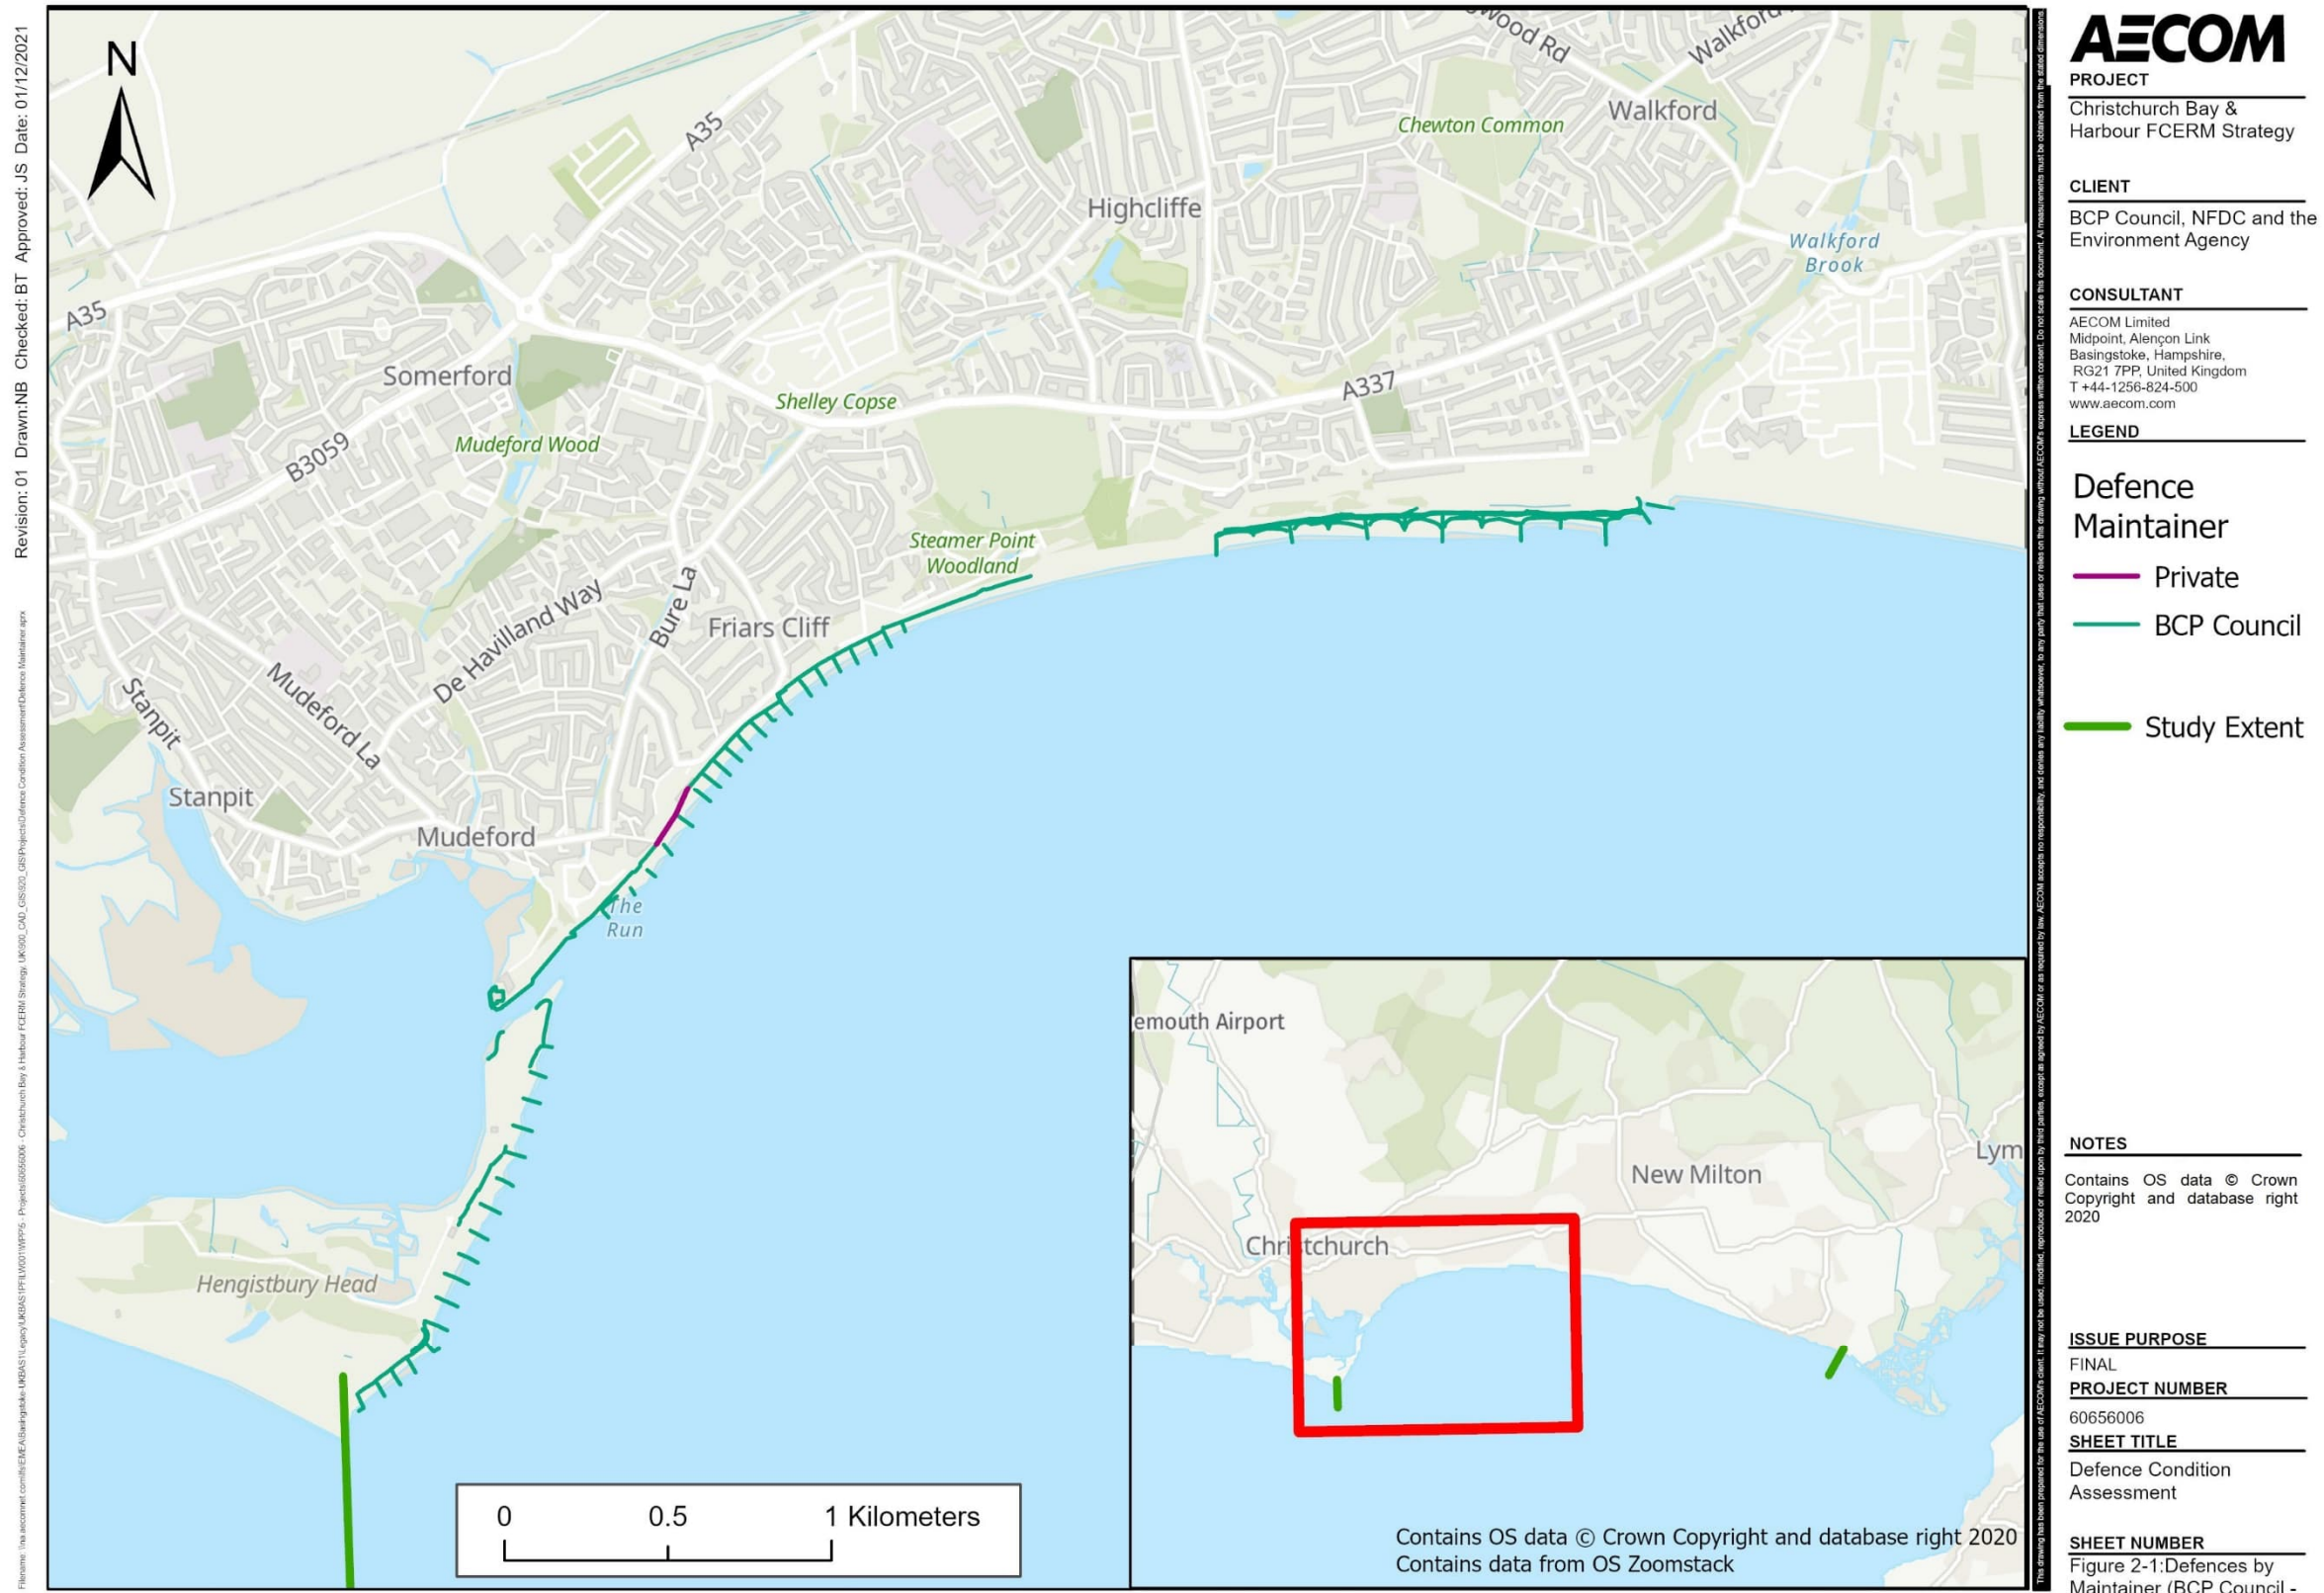 Revision: 01 Drawn:NB Checked: BT Approved: JS Date: 01/12/2021
N
A35
Walkford
Chewton Common
Walkford
Highcliffe
Walkford
Brook
A35
Somerford
A337
Shelley Copse
Mudeford Wood
B3059
Steamer Point
Woodland
De Havilland Way
Bure La
Friars Cliff
Mudeford La
Stanpit
Stanpit
Mudeford
The
Run
Hengistbury Head
0 0.5 1 Kilometers
emouth Airport
New Milton
Lym
Christchurch
Contains OS data © Crown Copyright and database right 2020
Contains data from OS Zoomstack
AECOM
PROJECT
Christchurch Bay &
Harbour FCERM Strategy
CLIENT
BCP Council, NFDC and the
Environment Agency
CONSULTANT
AECOM Limited
Midpoint, Alençon Link
Basingstoke, Hampshire,
RG21 7PP, United Kingdom
T +44-1256-824-500
www.aecom.com
LEGEND
Defence
Maintainer
Private
BCP Council
Study Extent
NOTES
Contains OS data © Crown
Copyright and database right
2020
ISSUE PURPOSE
FINAL
PROJECT NUMBER
60656006
SHEET TITLE
Defence Condition
Assessment
SHEET NUMBER
Figure 2-1:Defences by
Maintainer (BCP Council -